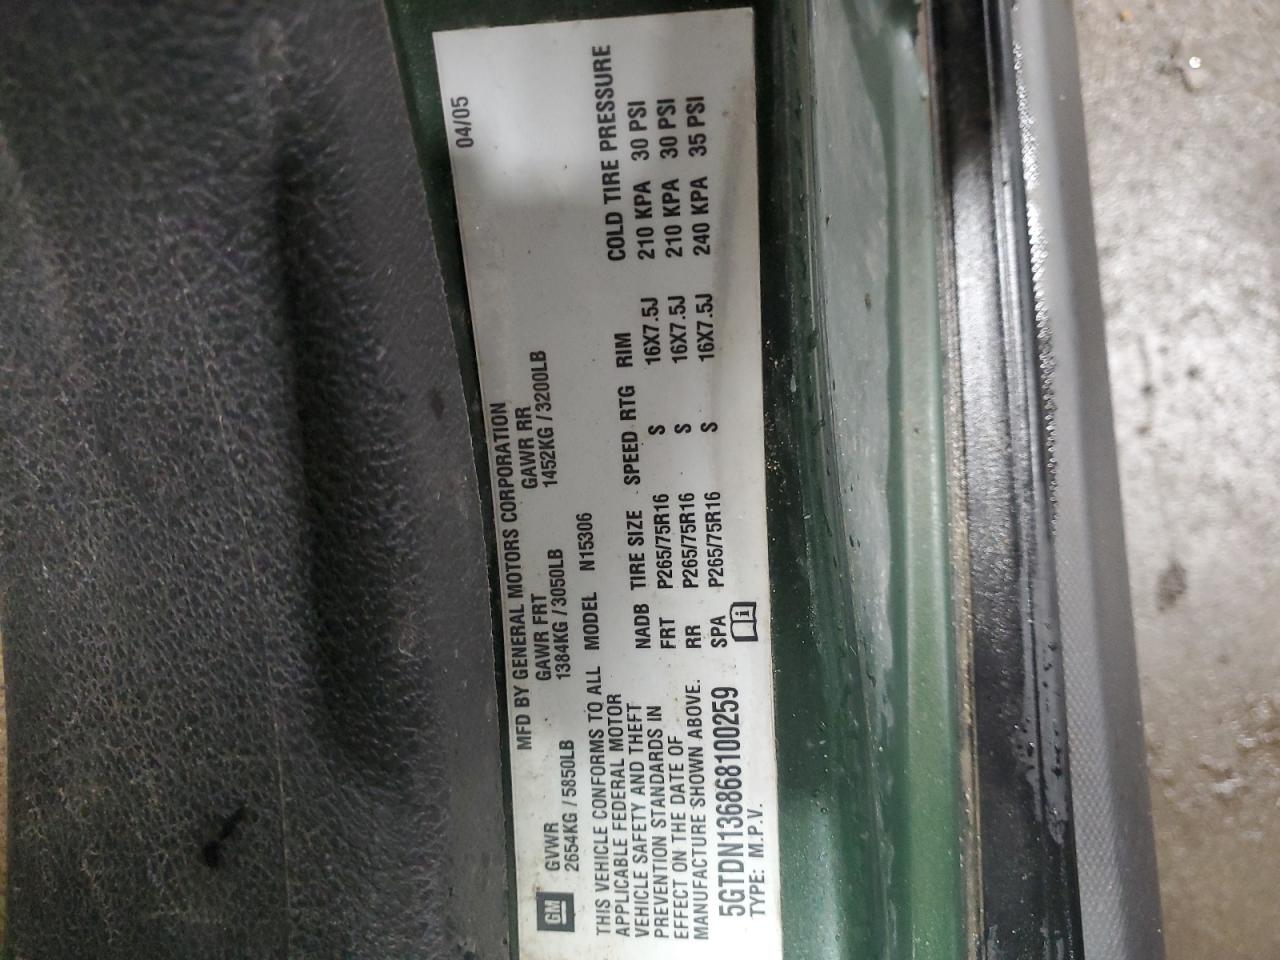 04/05
MFD BY GENERAL MOTORS CORPORATION
GM
GVWR GAWR FRT GAWR RR
2654KG / 5850LB 1384KG / 3050LB 1452KG / 3200LB
THIS VEHICLE CONFORMS TO ALL
APPLICABLE FEDERAL MOTOR
VEHICLE SAFETY AND THEFT
PREVENTION STANDARDS IN
EFFECT ON THE DATE OF
MANUFACTURE SHOWN ABOVE.
5GTDN136868100259
TYPE: M.P.V.
MODEL N15306
COLD TIRE PRESSURE
NADB TIRE SIZE SPEED RTG RIM
FRT P265/75R16 S 16X7.5J 210 KPA 30 PSI
RR P265/75R16 S 16X7.5J 210 KPA 30 PSI
SPA P265/75R16 S 16X7.5J 240 KPA 35 PSI
i